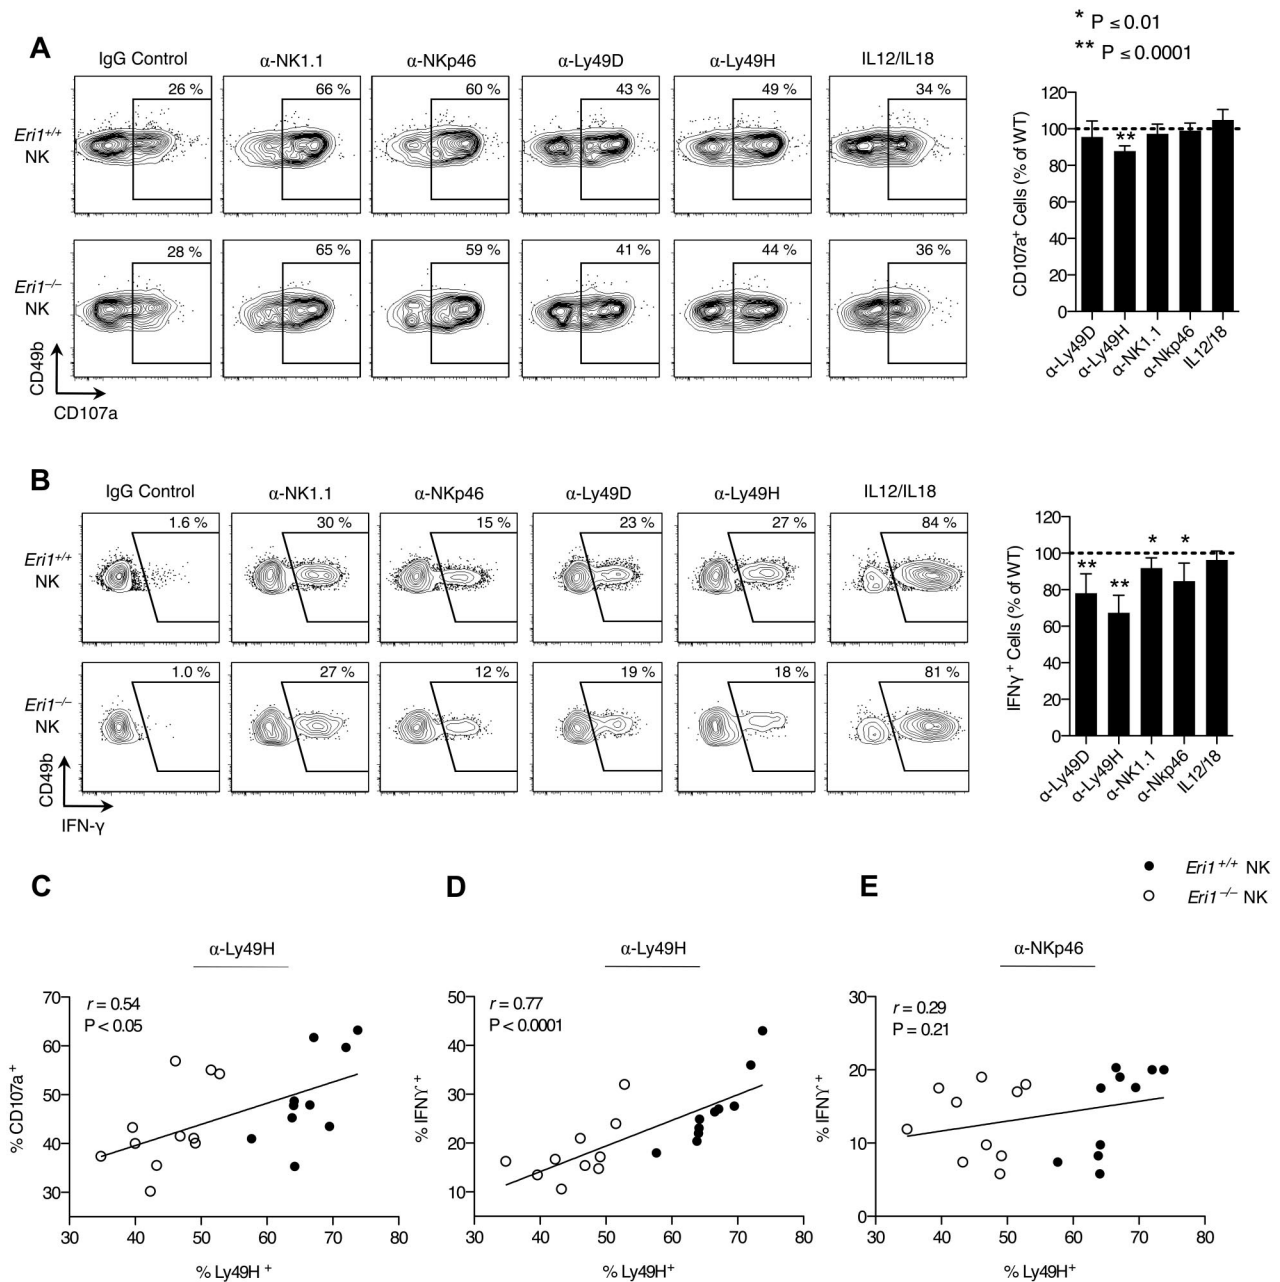 * P ≤ 0.01
** P ≤ 0.0001
A
IgG Control α-NK1.1 α-NKp46 α-Ly49D α-Ly49H IL12/IL18
Eri1+/+ NK
26 % 66 % 60 % 43 % 49 % 34 %
Eri1–/– NK
28 % 65 % 59 % 41 % 44 % 36 %
CD49b
CD107a
CD107a+ Cells (% of WT)
120
100
80
60
40
20
0
**
α-Ly49D α-Ly49H α-NK1.1 α-Nkp46 IL12/18
B
IgG Control α-NK1.1 α-NKp46 α-Ly49D α-Ly49H IL12/IL18
Eri1+/+ NK
1.6 % 30 % 15 % 23 % 27 % 84 %
Eri1–/– NK
1.0 % 27 % 12 % 19 % 18 % 81 %
CD49b
IFN-γ
IFNγ+ Cells (% of WT)
120
100
80
60
40
20
0
** ** * *
α-Ly49D α-Ly49H α-NK1.1 α-Nkp46 IL12/18
Eri1+/+ NK
Eri1–/– NK
C
α-Ly49H
r = 0.54
P < 0.05
% CD107a+
70
60
50
40
30
30 40 50 60 70 80
% Ly49H +
D
α-Ly49H
r = 0.77
P < 0.0001
% IFNϒ+
50
40
30
20
10
30 40 50 60 70 80
% Ly49H+
E
α-NKp46
r = 0.29
P = 0.21
% IFNϒ+
30
20
10
0
30 40 50 60 70 80
% Ly49H+